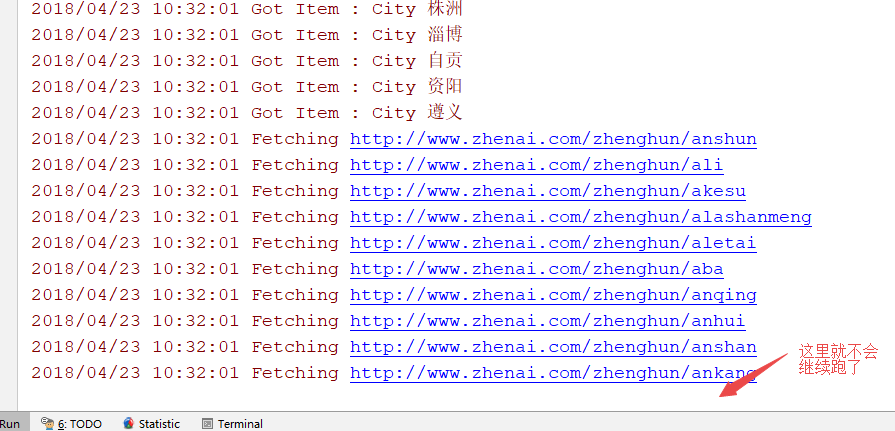 2018/04/23 10:32:01 Got Item : City 株洲
2018/04/23 10:32:01 Got Item : City 淄博
2018/04/23 10:32:01 Got Item : City 自贡
2018/04/23 10:32:01 Got Item : City 资阳
2018/04/23 10:32:01 Got Item : City 遵义
2018/04/23 10:32:01 Fetching http://www.zhenai.com/zhenghun/anshun
2018/04/23 10:32:01 Fetching http://www.zhenai.com/zhenghun/ali
2018/04/23 10:32:01 Fetching http://www.zhenai.com/zhenghun/akesu
2018/04/23 10:32:01 Fetching http://www.zhenai.com/zhenghun/alashanmeng
2018/04/23 10:32:01 Fetching http://www.zhenai.com/zhenghun/aletai
2018/04/23 10:32:01 Fetching http://www.zhenai.com/zhenghun/aba
2018/04/23 10:32:01 Fetching http://www.zhenai.com/zhenghun/anqing
2018/04/23 10:32:01 Fetching http://www.zhenai.com/zhenghun/anhui
2018/04/23 10:32:01 Fetching http://www.zhenai.com/zhenghun/anshan
2018/04/23 10:32:01 Fetching http://www.zhenai.com/zhenghun/ankang
这里就不会
继续跑了
Run 6: TODO Statistic Terminal